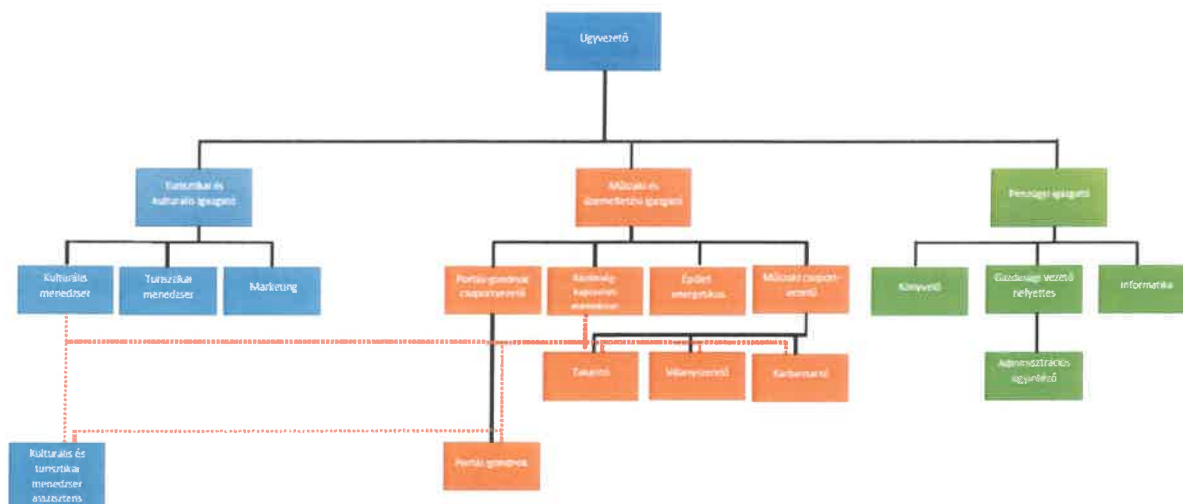 Ügyvezető
Turisztikai és
kulturális igazgató
Műszaki és
üzemeltetési igazgató
Pénzügyi igazgató
Kulturális
menedzser
Turisztikai
menedzser
Marketing
Portás-gondnok
csoportvezető
Épület
energetikus
Műszaki csoport-
vezető
Könyvelő
Gazdasági vezető
helyettes
Informatika
Takarító
Villanyszerelő
Karbantartó
Adminisztrációs
ügyintéző
Kulturális és
turisztikai
menedzser
asszisztens
Portás-gondnok